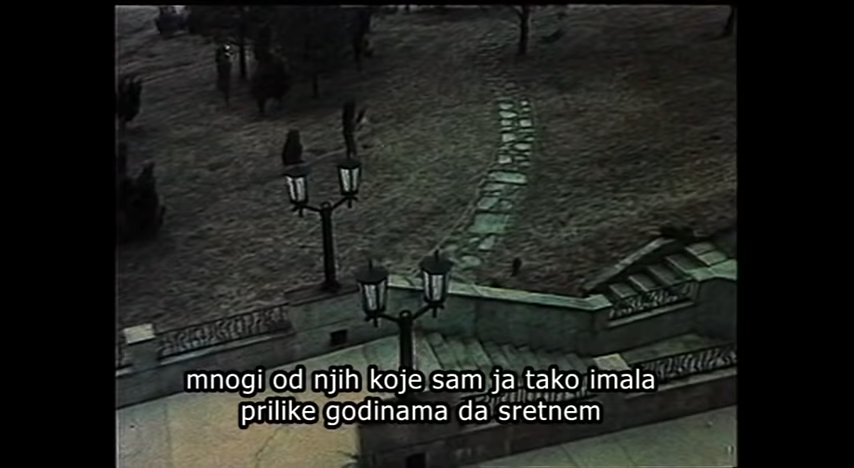 mnogi od njih koje sam ja tako imala
prilike godinama da sretnem